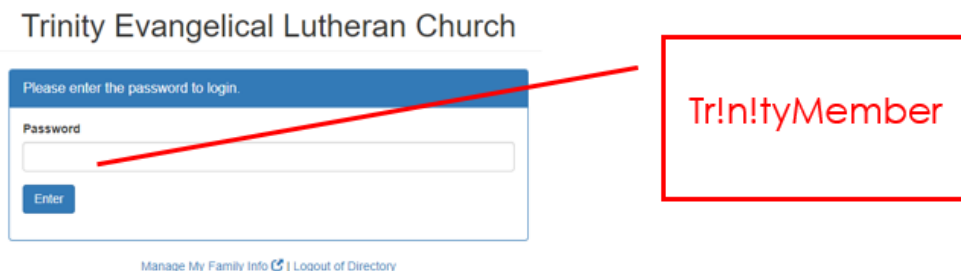 Trinity Evangelical Lutheran Church
Please enter the password to login.
Password
Enter
Manage My Family Info | Logout of Directory
Tr!n!tyMember